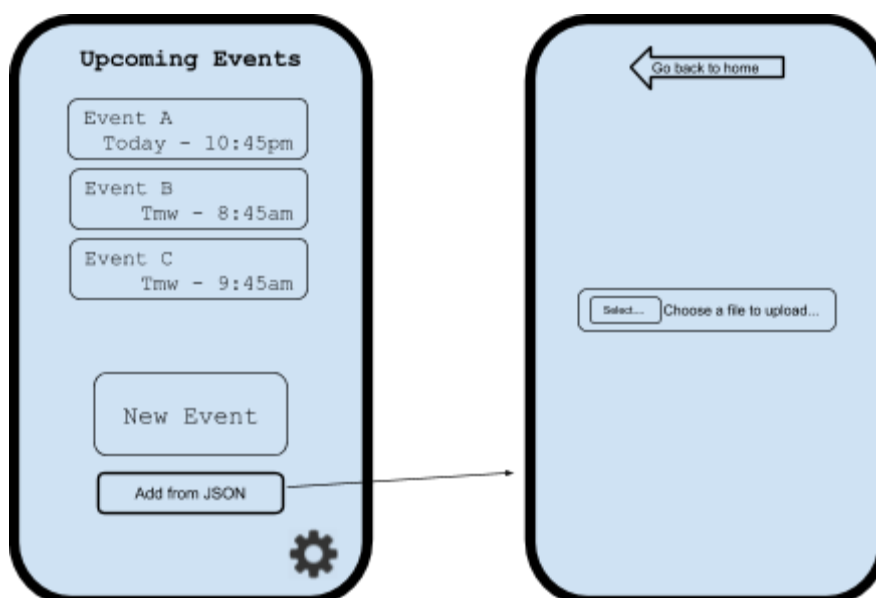 Upcoming Events
Event A
Today - 10:45pm
Event B
Tmw - 8:45am
Event C
Tmw - 9:45am
New Event
Add from JSON
Go back to home
Select.... Choose a file to upload...